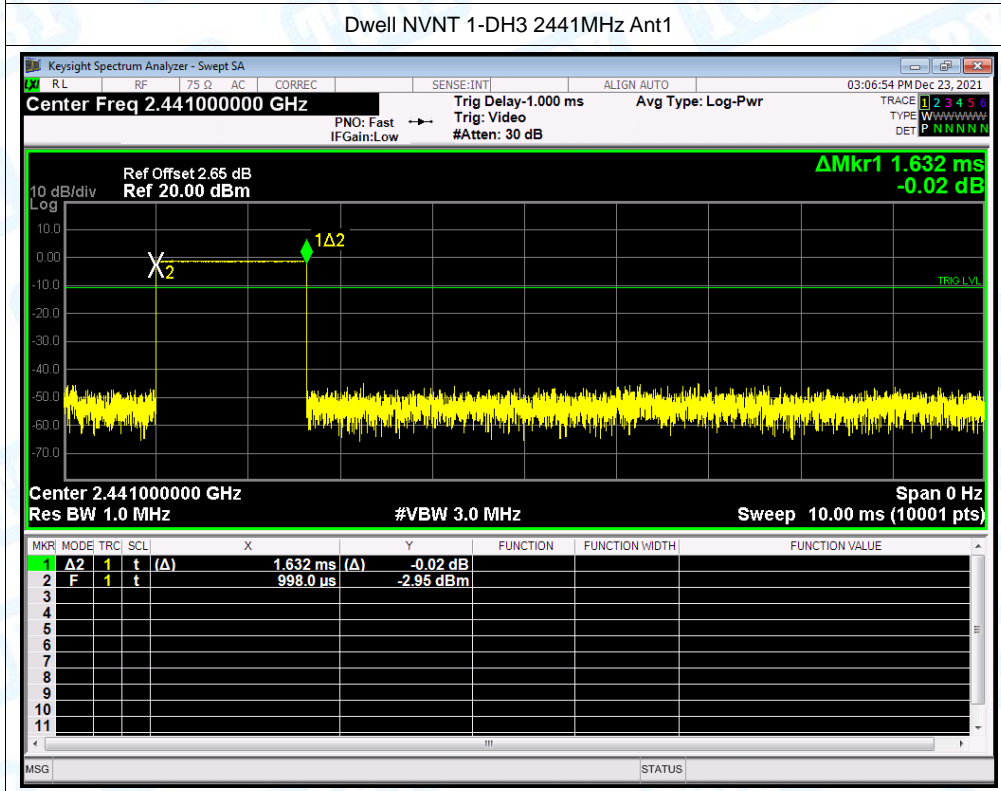 Dwell NVNT 1-DH3 2441MHz Ant1
Keysight Spectrum Analyzer - Swept SA
LXI RL RF 75 Ω AC CORREC SENSE:INT ALIGN AUTO 03:06:54 PM Dec 23, 2021
Center Freq 2.441000000 GHz Trig Delay-1.000 ms Avg Type: Log-Pwr TRACE 1 2 3 4 5 6
PNO: Fast Trig: Video TYPE WWWWWW
IFGain:Low #Atten: 30 dB DET P N N N N N
ΔMkr1 1.632 ms
-0.02 dB
Ref Offset 2.65 dB
10 dB/div Ref 20.00 dBm
Log
10.0
0.00
-10.0
-20.0
-30.0
-40.0
-50.0
-60.0
-70.0
1Δ2
2
TRIG LVL
Center 2.441000000 GHz Span 0 Hz
Res BW 1.0 MHz #VBW 3.0 MHz Sweep 10.00 ms (10001 pts)
MKR MODE TRC SCL X Y FUNCTION FUNCTION WIDTH FUNCTION VALUE
1 Δ2 1 t (Δ) 1.632 ms (Δ) -0.02 dB
2 F 1 t 998.0 µs -2.95 dBm
3
4
5
6
7
8
9
10
11
MSG STATUS